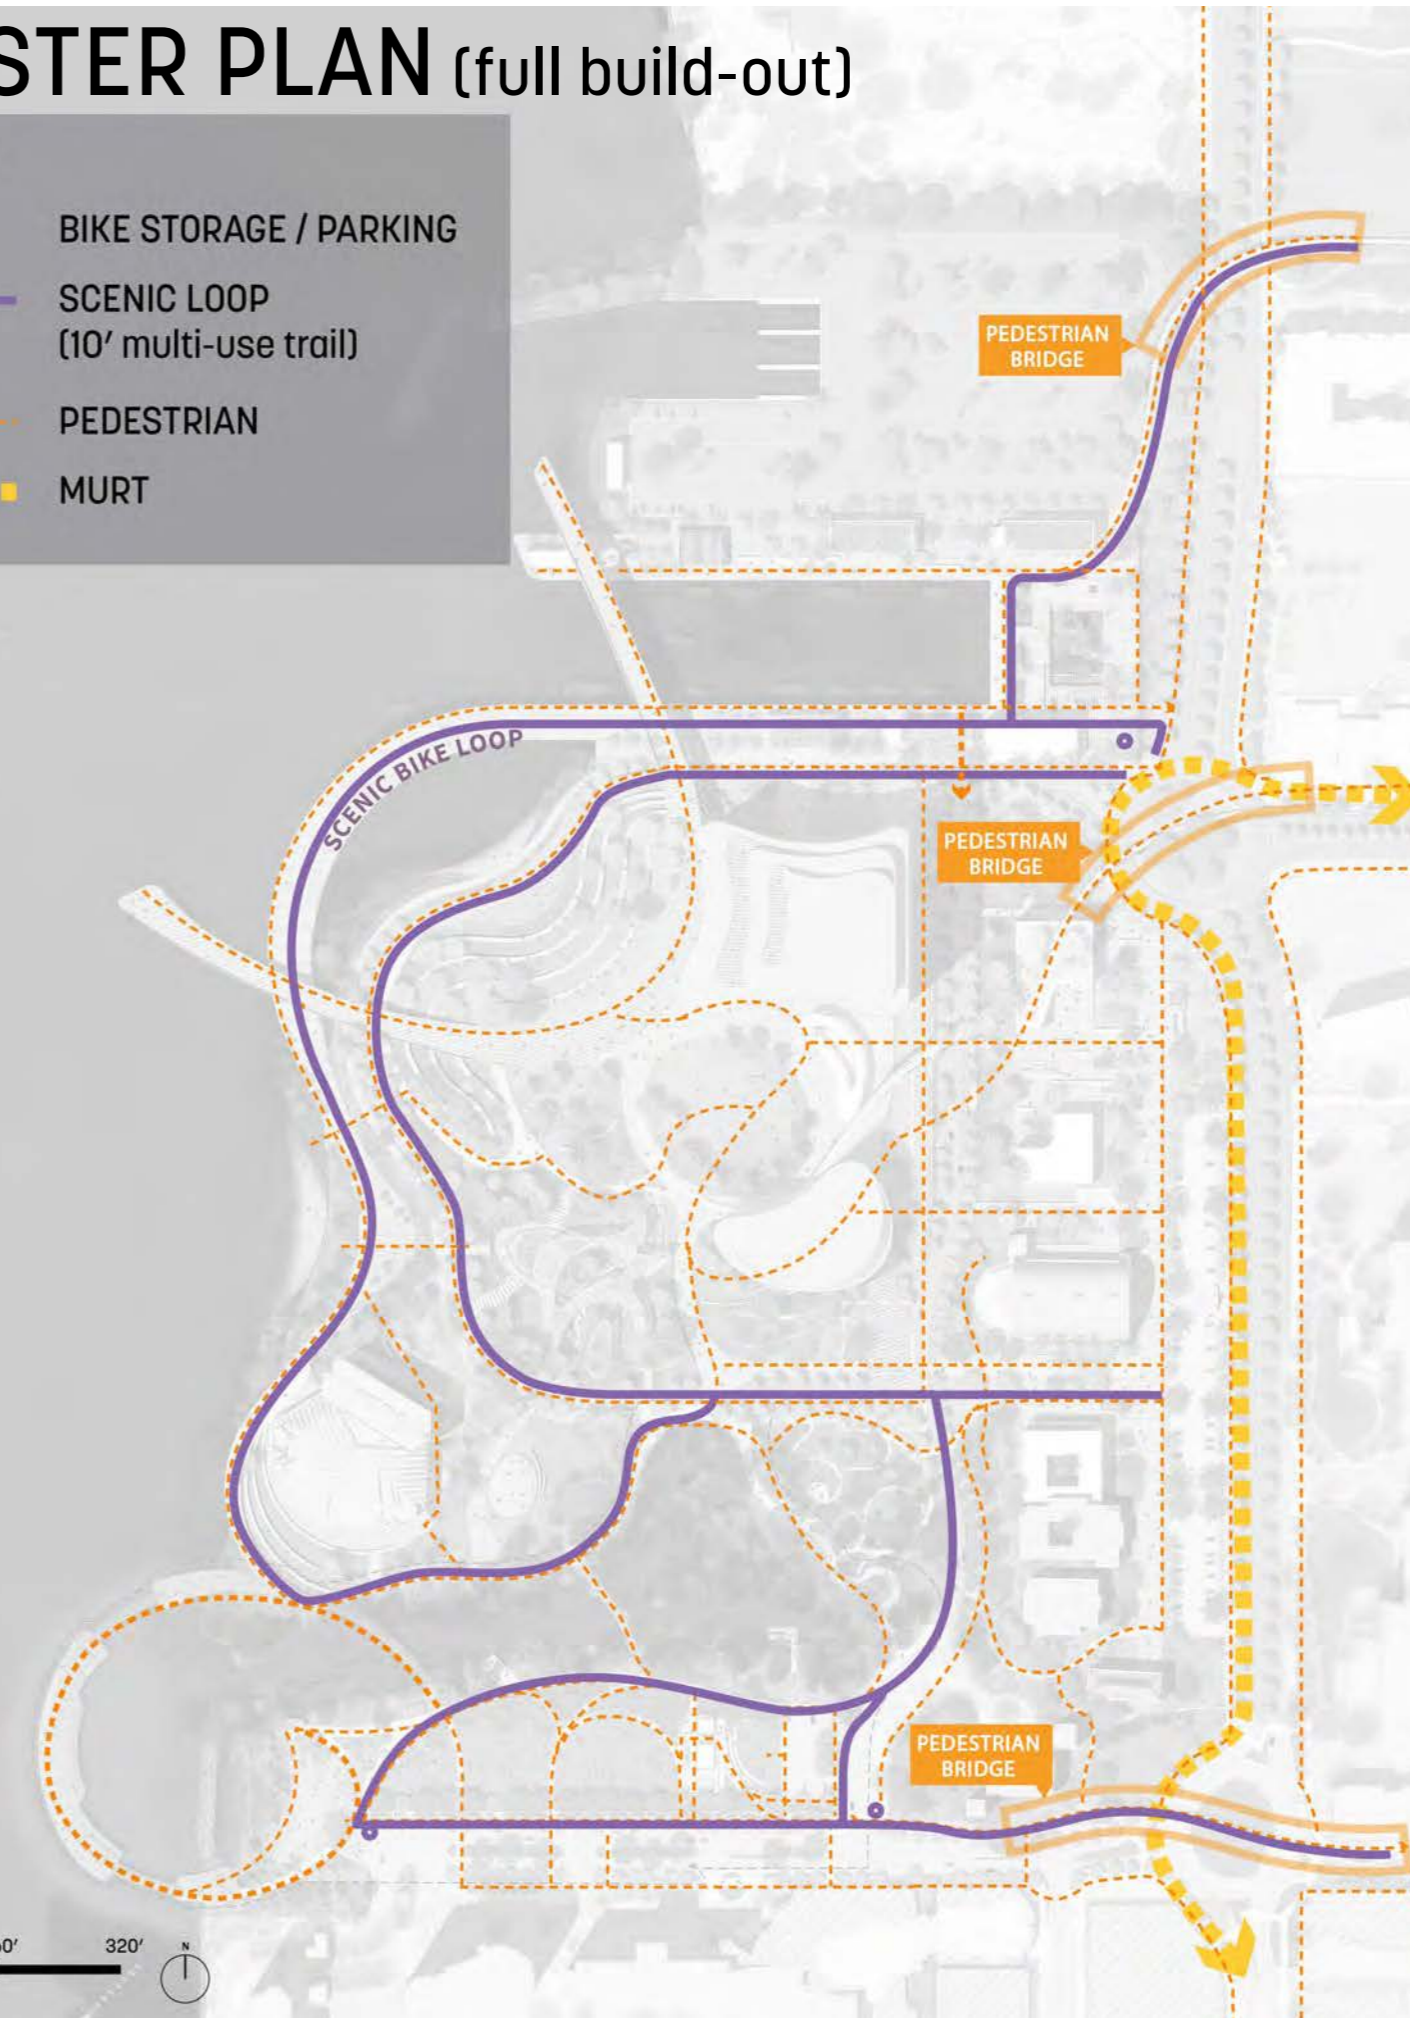 STER PLAN (full build-out)
BIKE STORAGE / PARKING
SCENIC LOOP
(10' multi-use trail)
PEDESTRIAN
MURT
PEDESTRIAN
BRIDGE
SCENIC BIKE LOOP
PEDESTRIAN
BRIDGE
PEDESTRIAN
BRIDGE
0' 320' N